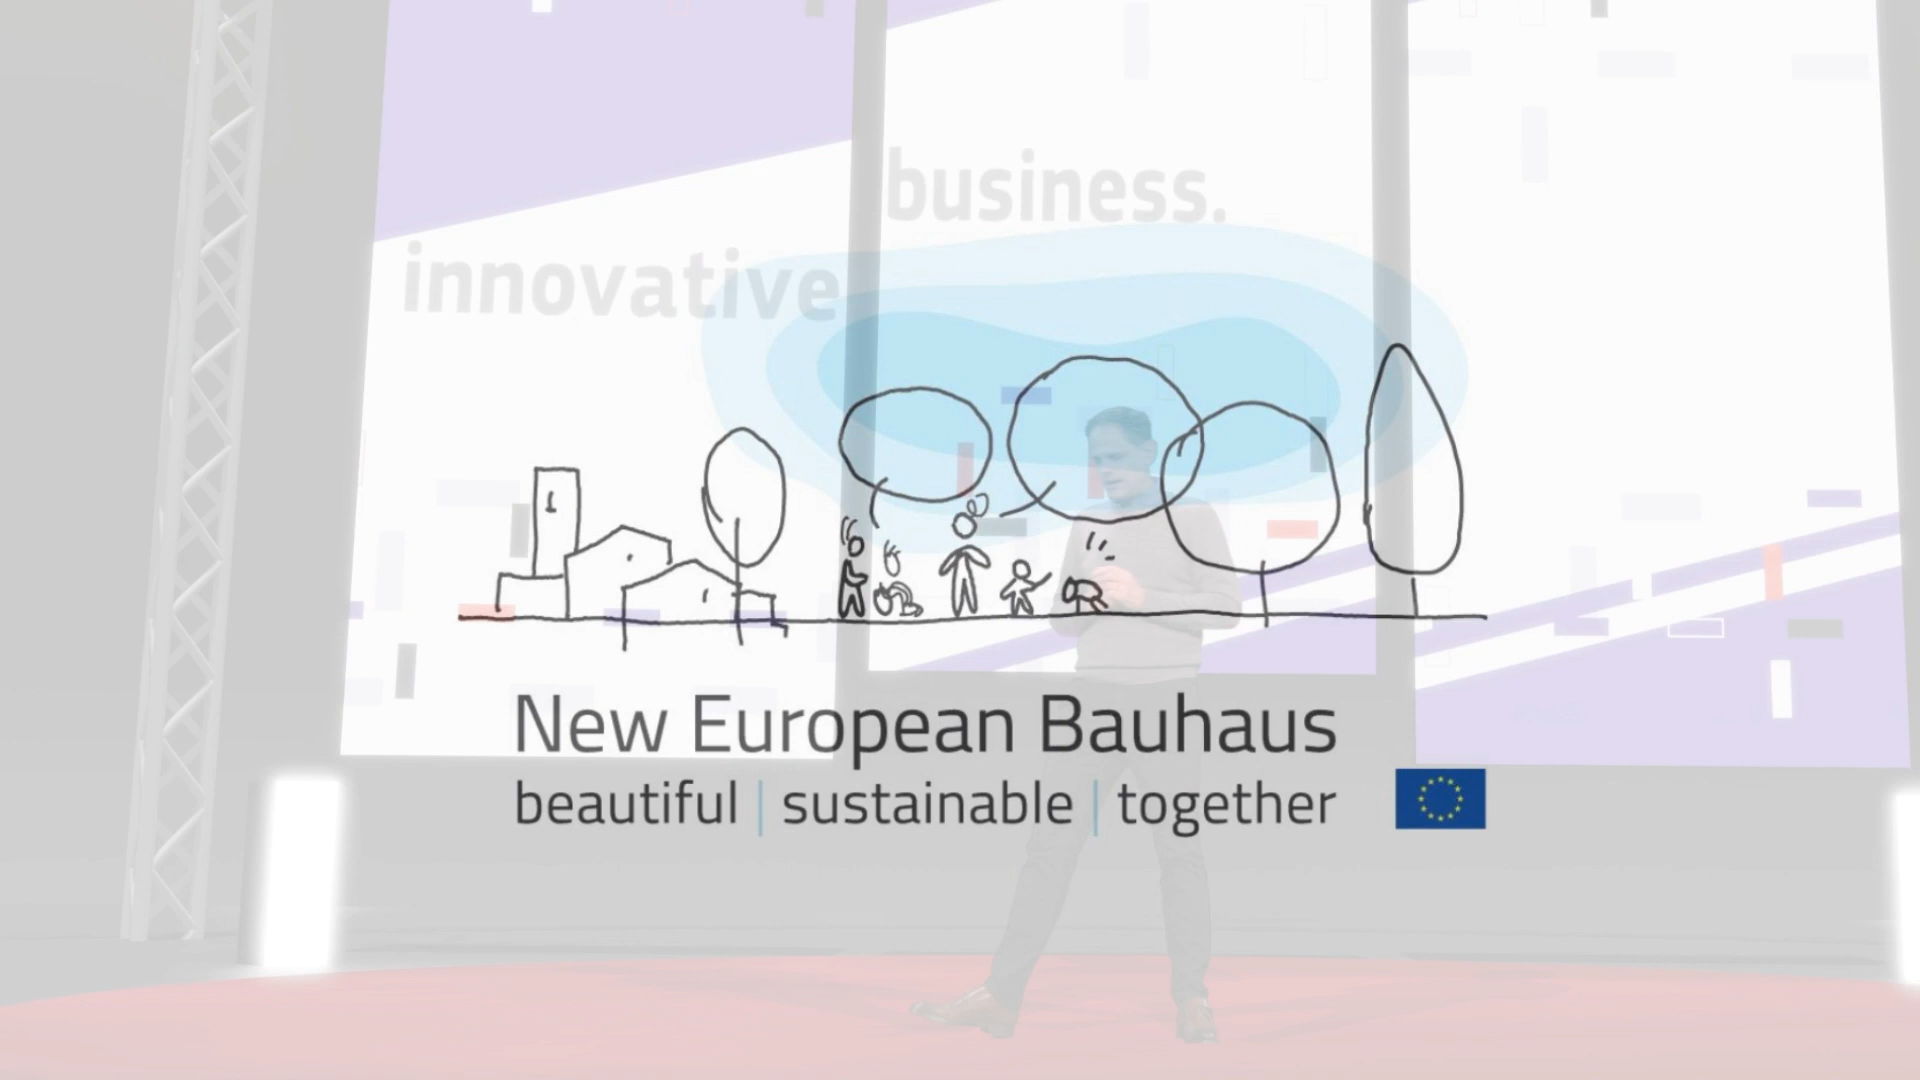 business.
innovative
New European Bauhaus
beautiful | sustainable | together